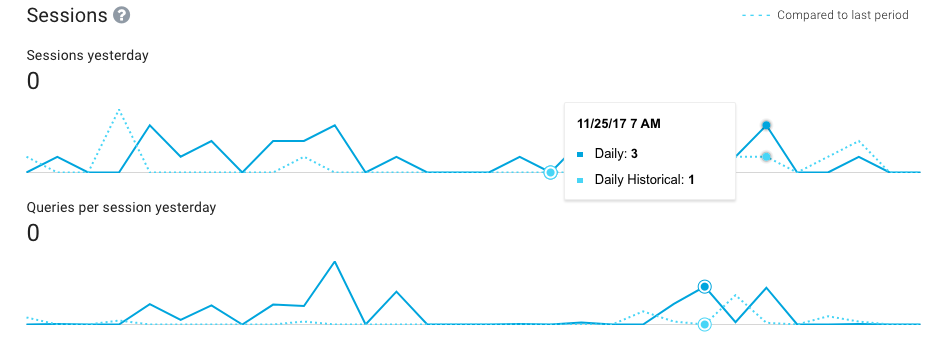 Sessions ?
Compared to last period
Sessions yesterday
0
11/25/17 7 AM
Daily: 3
Daily Historical: 1
Queries per session yesterday
0